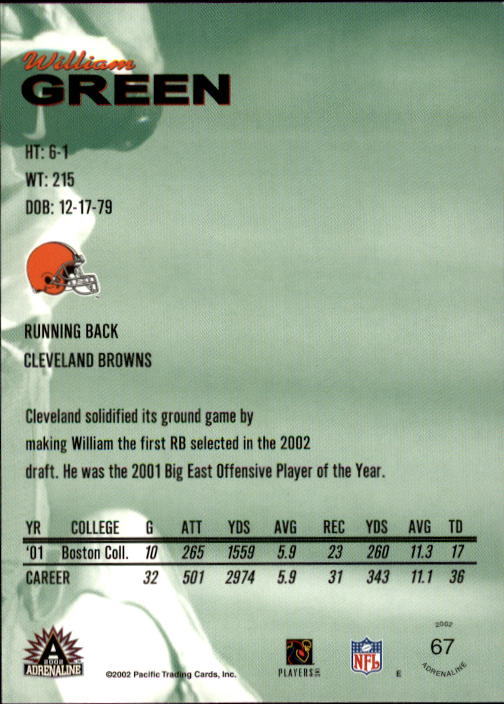 William
GREEN
HT: 6-1
WT: 215
DOB: 12-17-79
RUNNING BACK
CLEVELAND BROWNS
Cleveland solidified its ground game by
making William the first RB selected in the 2002
draft. He was the 2001 Big East Offensive Player of the Year.
YR COLLEGE G ATT YDS AVG REC YDS AVG TD
'01 Boston Coll. 10 265 1559 5.9 23 260 11.3 17
CAREER 32 501 2974 5.9 31 343 11.1 36
A
2002
ADRENALINE
©2002 Pacific Trading Cards, Inc.
PLAYERS INC
NFL
E
2002
67
ADRENALINE